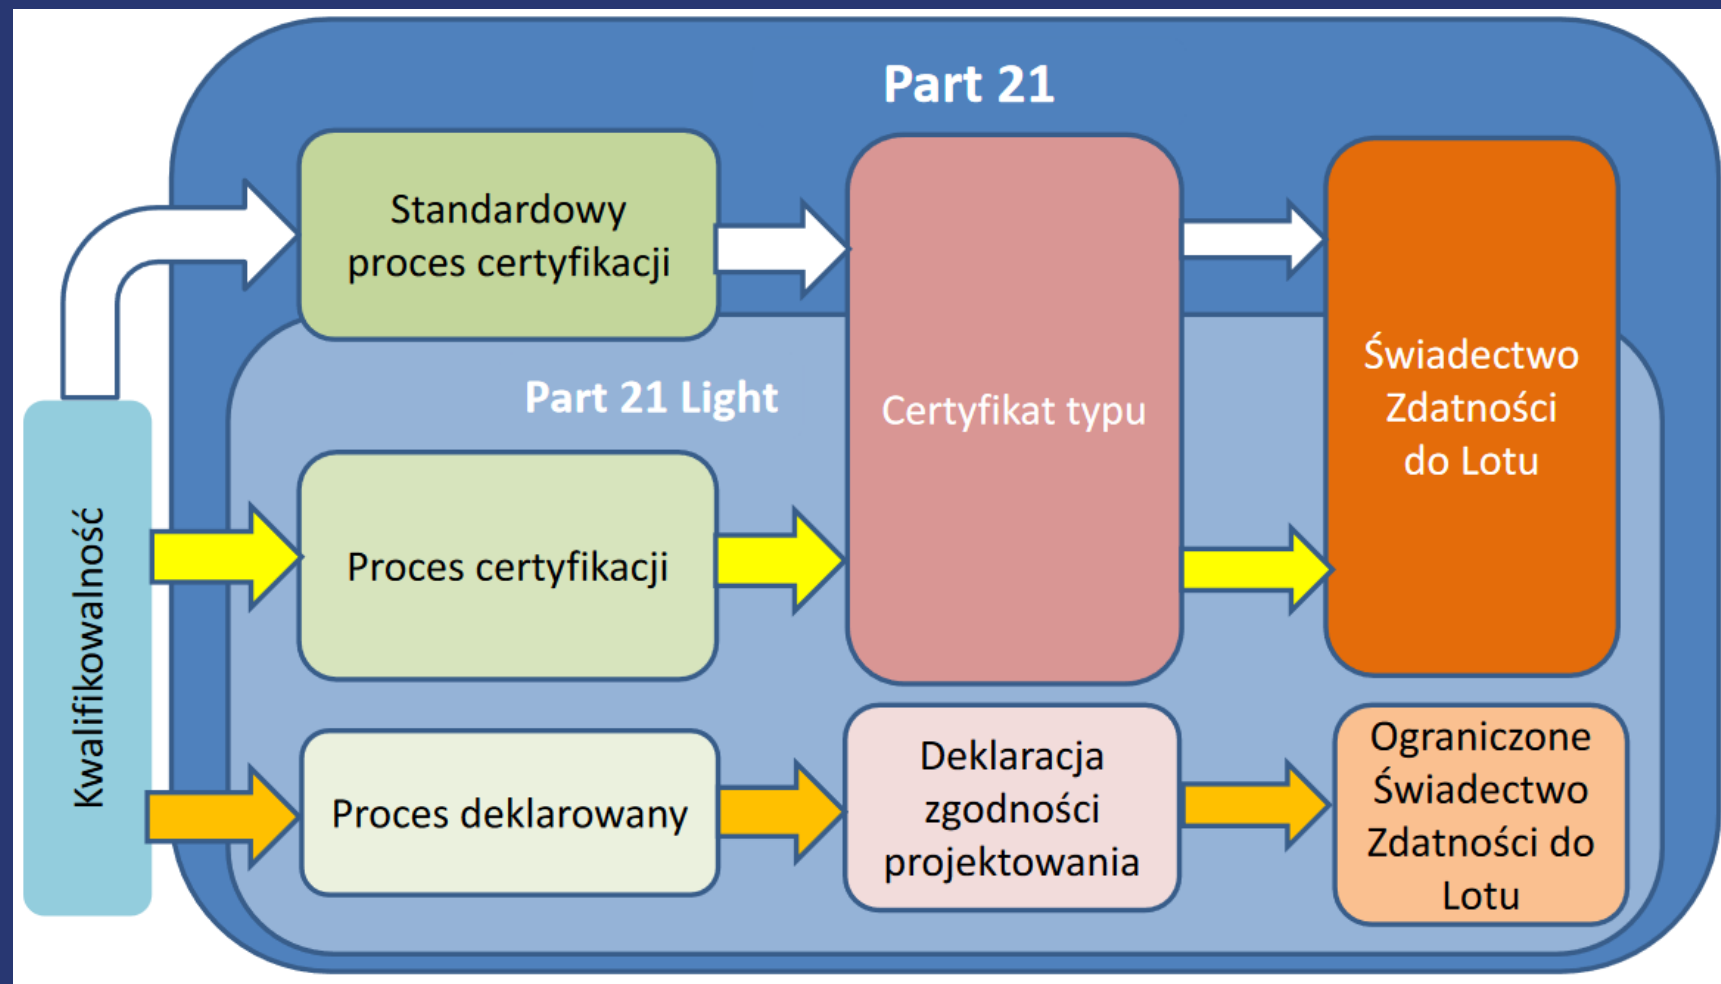 Part 21
Standardowy
proces certyfikacji
Certyfikat typu
Świadectwo
Zdatności
do Lotu
Part 21 Light
Kwalifikowalność
Proces certyfikacji
Proces deklarowany
Deklaracja
zgodności
projektowania
Ograniczone
Świadectwo
Zdatności do
Lotu